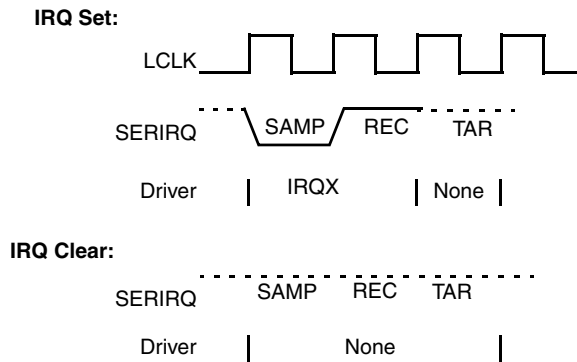 IRQ Set:
LCLK
SERIRQ SAMP REC TAR
Driver IRQX None
IRQ Clear:
SERIRQ SAMP REC TAR
Driver None